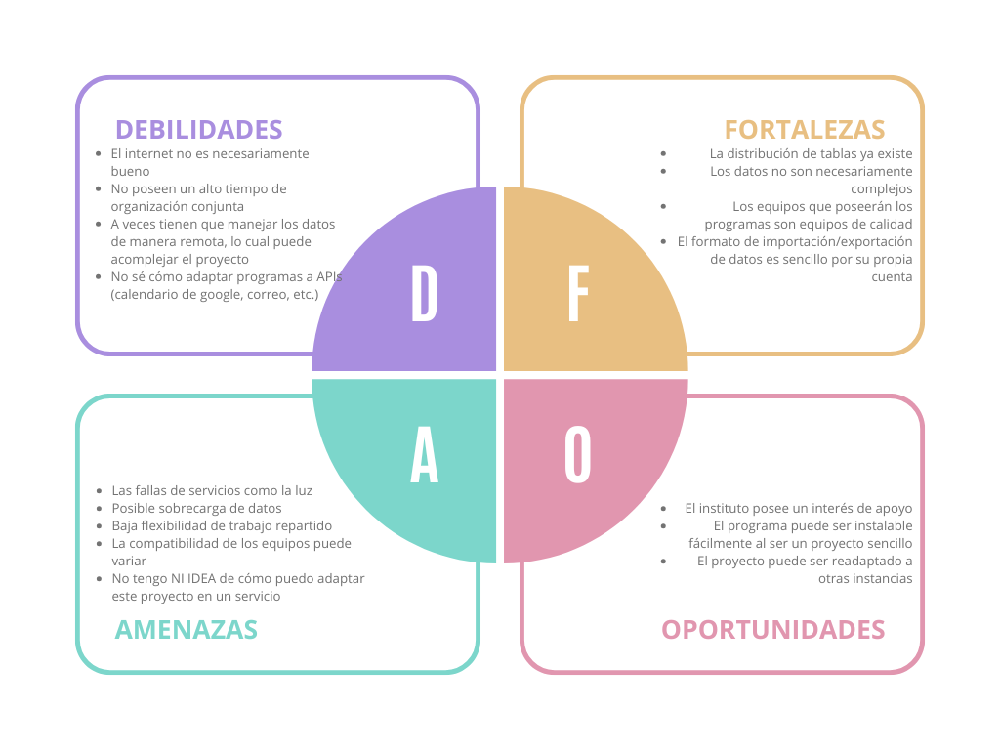 DEBILIDADES
• El internet no es necesariamente
bueno
• No poseen un alto tiempo de
organización conjunta
• A veces tienen que manejar los datos
de manera remota, lo cual puede
acomplejar el proyecto
• No sé cómo adaptar programas a APIs
(calendario de google, correo, etc.)
FORTALEZAS
• La distribución de tablas ya existe
• Los datos no son necesariamente
complejos
• Los equipos que poseerán los
programas son equipos de calidad
• El formato de importación/exportación
de datos es sencillo por su propia
cuenta
D
F
A
O
• Las fallas de servicios como la luz
• Posible sobrecarga de datos
• Baja flexibilidad de trabajo repartido
• La compatibilidad de los equipos puede
variar
• No tengo NI IDEA de cómo puedo adaptar
este proyecto en un servicio
AMENAZAS
• El instituto posee un interés de apoyo
• El programa puede ser instalable
fácilmente al ser un proyecto sencillo
• El proyecto puede ser readaptado a
otras instancias
OPORTUNIDADES